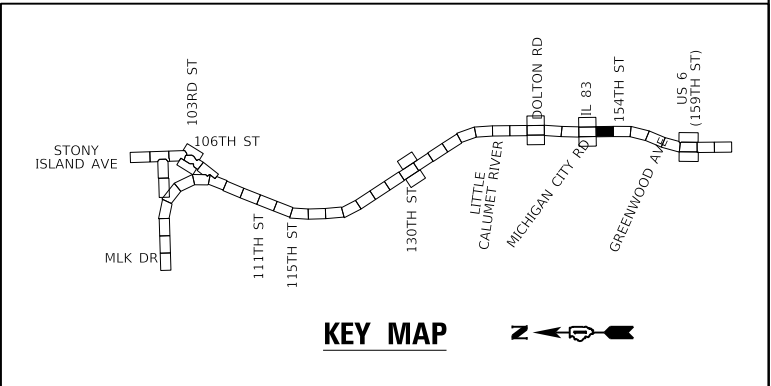 103RD ST
106TH ST
STONY
ISLAND AVE
MLK DR
111TH ST
115TH ST
130TH ST
LITTLE
CALUMET RIVER
DOLTON RD
MICHIGAN CITY RD
IL 83
154TH ST
GREENWOOD AVE
US 6
(159TH ST)
KEY MAP
N